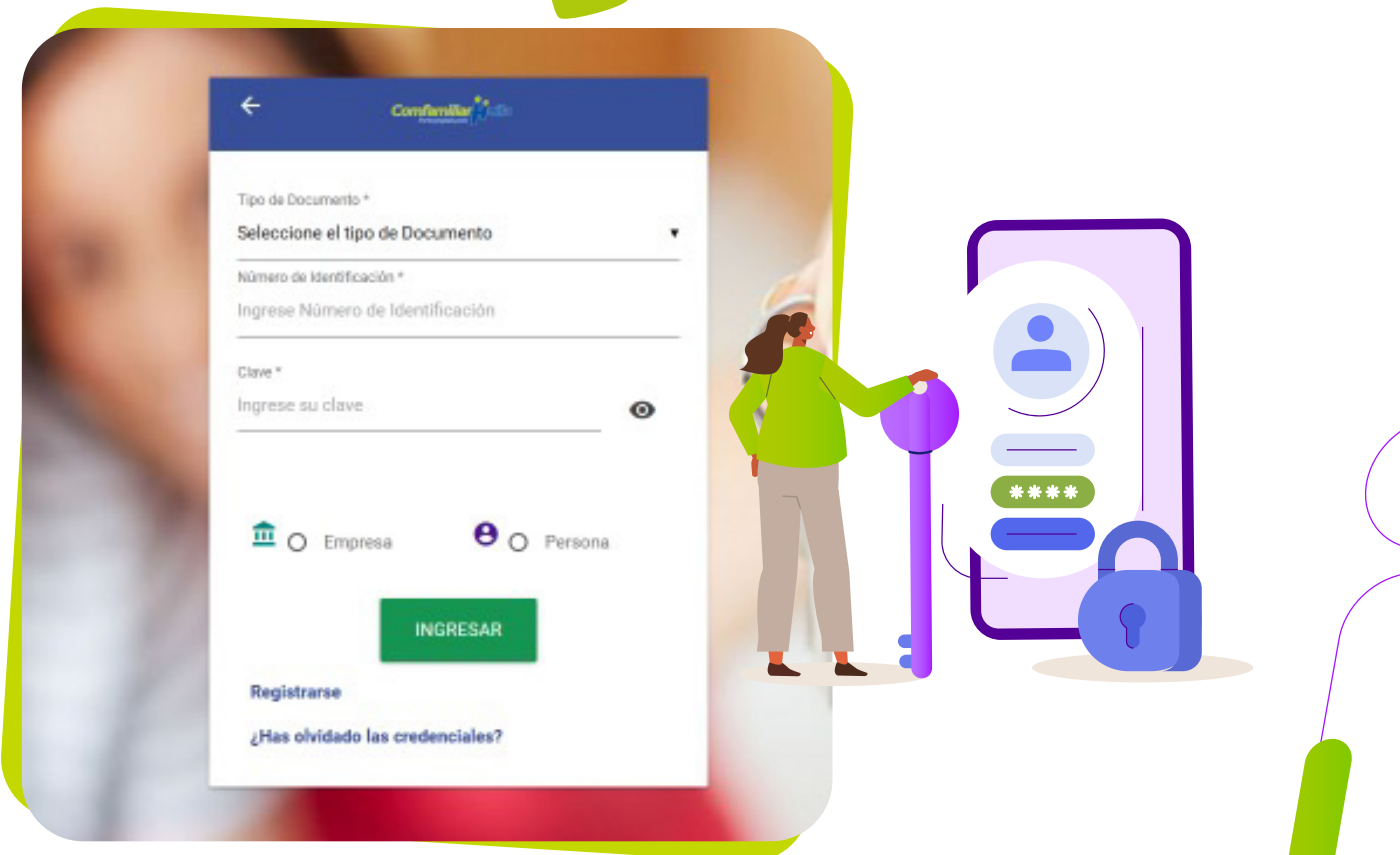 Comfamiliar Huila
Tipo de Documento *
Seleccione el tipo de Documento
Número de Identificación *
Ingrese Número de Identificación
Clave *
Ingrese su clave
Empresa Persona
INGRESAR
Registrarse
¿Has olvidado las credenciales?
****